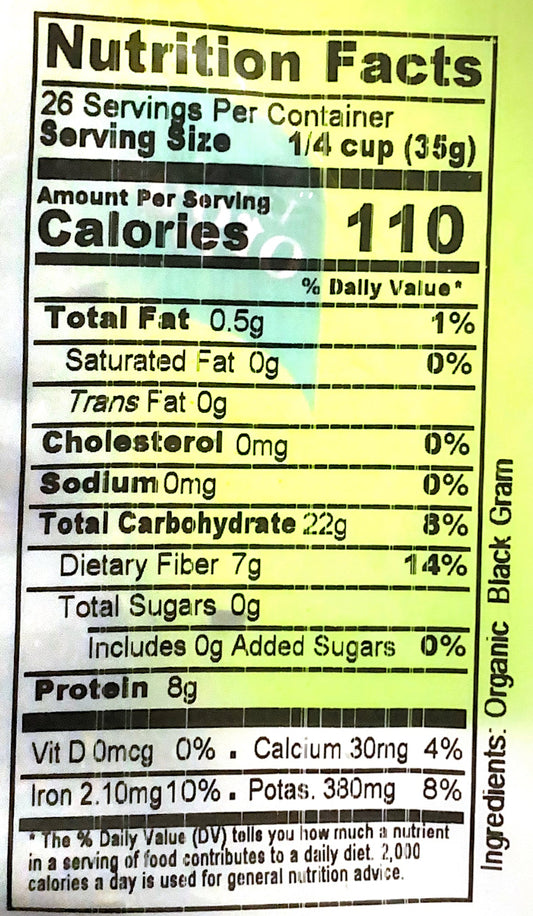 Nutrition Facts
26 Servings Per Container
Serving Size 1/4 cup (35g)
Amount Per Serving
Calories 110
% Daily Value*
Total Fat 0.5g 1%
Saturated Fat 0g 0%
Trans Fat 0g
Cholesterol 0mg 0%
Sodium 0mg 0%
Total Carbohydrate 22g 8%
Dietary Fiber 7g 14%
Total Sugars 0g
Includes 0g Added Sugars 0%
Protein 8g
Vit D 0mcg 0% . Calcium 30mg 4%
Iron 2.10mg 10% . Potas. 380mg 8%
* The % Daily Value (DV) tells you how much a nutrient
in a serving of food contributes to a daily diet. 2,000
calories a day is used for general nutrition advice.
Ingredients: Organic Black Gram